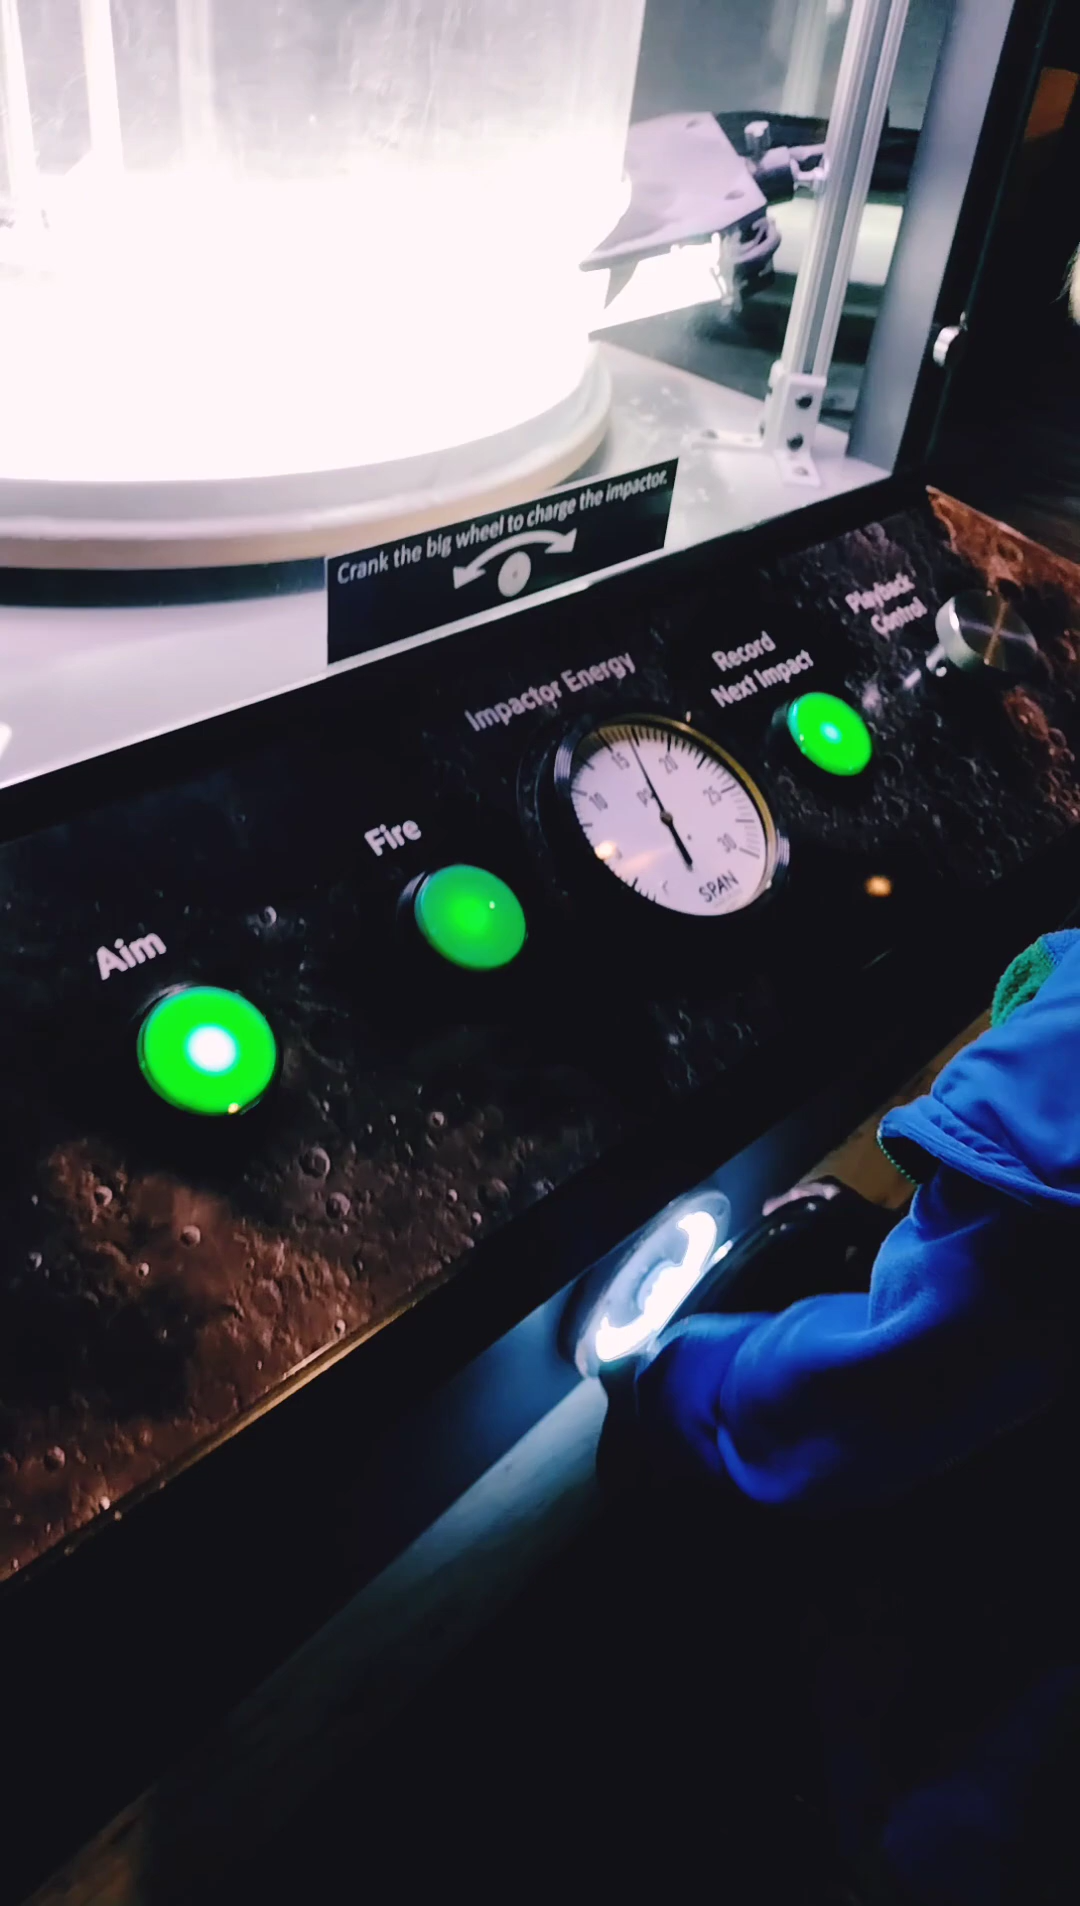 Crank the big wheel to charge the impactor.
Playback
Control
Record
Next Impact
Impactor Energy
Fire
Aim
10
15
20
25
30
SPAN